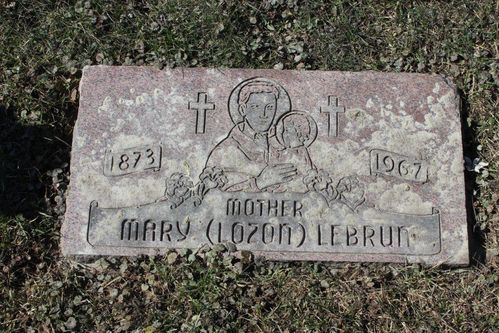 1873 1967
MOTHER
MARY (LOZON) LEBRUN